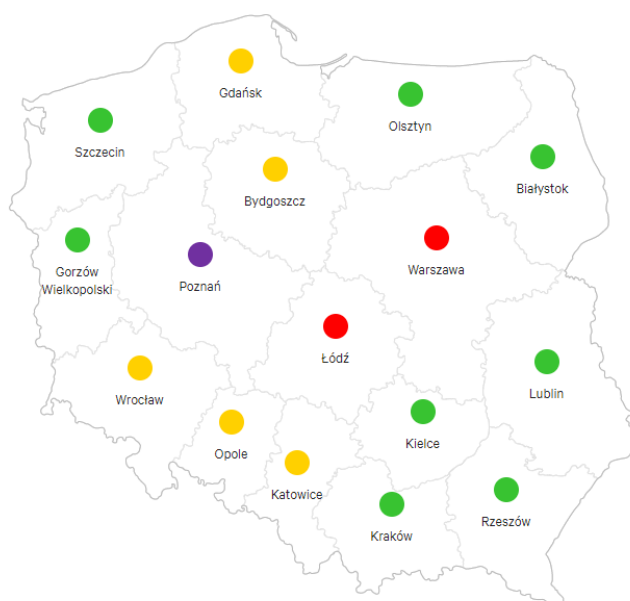 Gdańsk
Olsztyn
Szczecin
Białystok
Bydgoszcz
Warszawa
Gorzów
Wielkopolski
Poznań
Łódź
Lublin
Wrocław
Kielce
Opole
Katowice
Rzeszów
Kraków